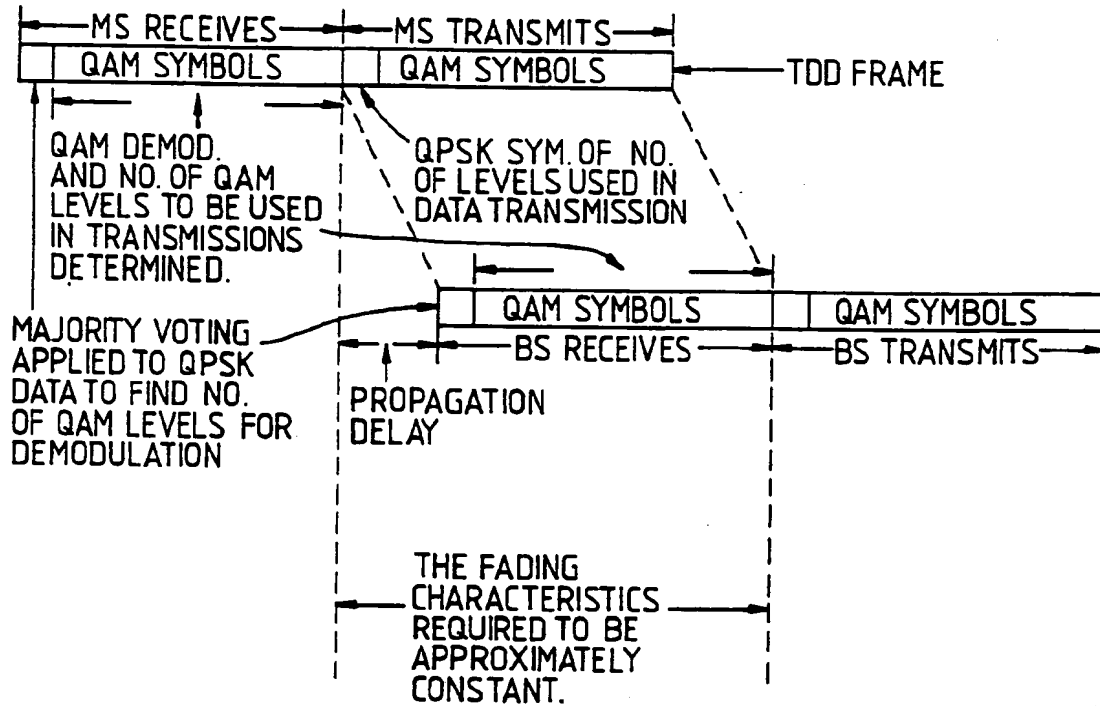 MS RECEIVES
MS TRANSMITS
QAM SYMBOLS
QAM SYMBOLS
TDD FRAME
QAM DEMOD.
AND NO. OF QAM
LEVELS TO BE USED
IN TRANSMISSIONS
DETERMINED.
QPSK SYM. OF NO.
OF LEVELS USED IN
DATA TRANSMISSION
QAM SYMBOLS
QAM SYMBOLS
BS RECEIVES
BS TRANSMITS
MAJORITY VOTING
APPLIED TO QPSK
DATA TO FIND NO.
OF QAM LEVELS FOR
DEMODULATION
PROPAGATION
DELAY
THE FADING
CHARACTERISTICS
REQUIRED TO BE
APPROXIMATELY
CONSTANT.